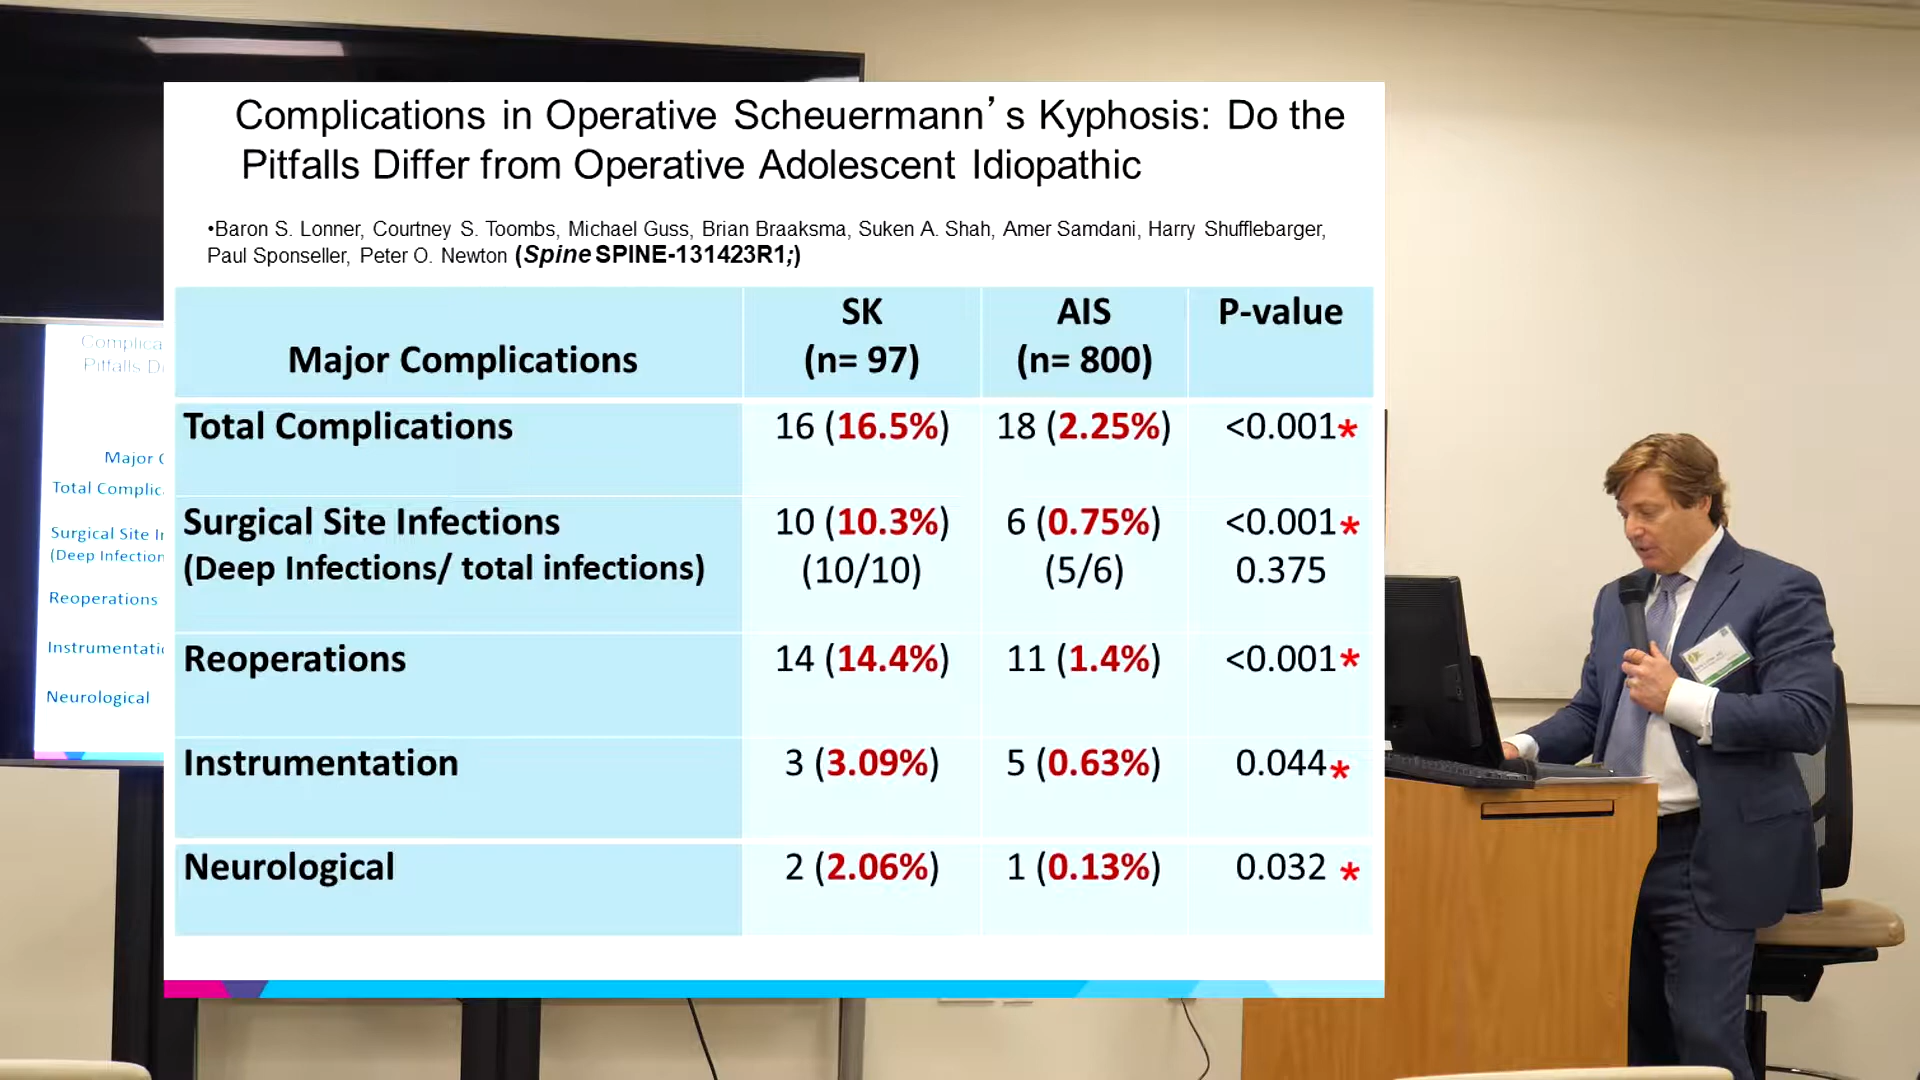 Complications in Operative Scheuermann’s Kyphosis: Do the
Pitfalls Differ from Operative Adolescent Idiopathic
•Baron S. Lonner, Courtney S. Toombs, Michael Guss, Brian Braaksma, Suken A. Shah, Amer Samdani, Harry Shufflebarger,
Paul Sponseller, Peter O. Newton (Spine SPINE-131423R1;)
Major Complications SK (n= 97) AIS (n= 800) P-value
Total Complications 16 (16.5%) 18 (2.25%) <0.001*
Surgical Site Infections 10 (10.3%) 6 (0.75%) <0.001*
(Deep Infections/ total infections) (10/10) (5/6) 0.375
Reoperations 14 (14.4%) 11 (1.4%) <0.001*
Instrumentation 3 (3.09%) 5 (0.63%) 0.044*
Neurological 2 (2.06%) 1 (0.13%) 0.032 *
Complica
Pitfalls D
Major
Total Complic
Surgical Site I
(Deep Infection
Reoperations
Instrumentati
Neurological